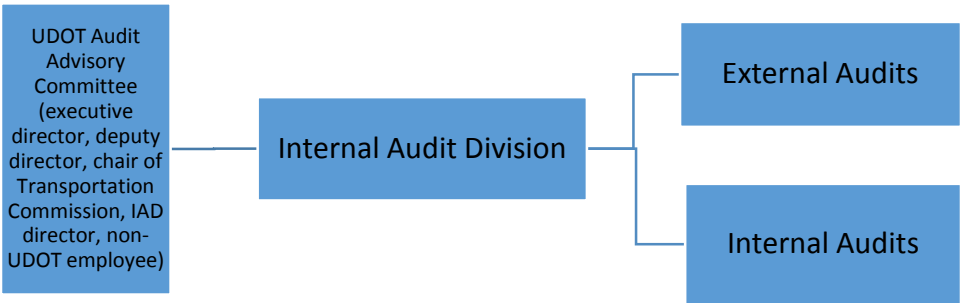 UDOT Audit
Advisory
Committee
(executive
director, deputy
director, chair of
Transportation
Commission, IAD
director, non-
UDOT employee)
Internal Audit Division
External Audits
Internal Audits